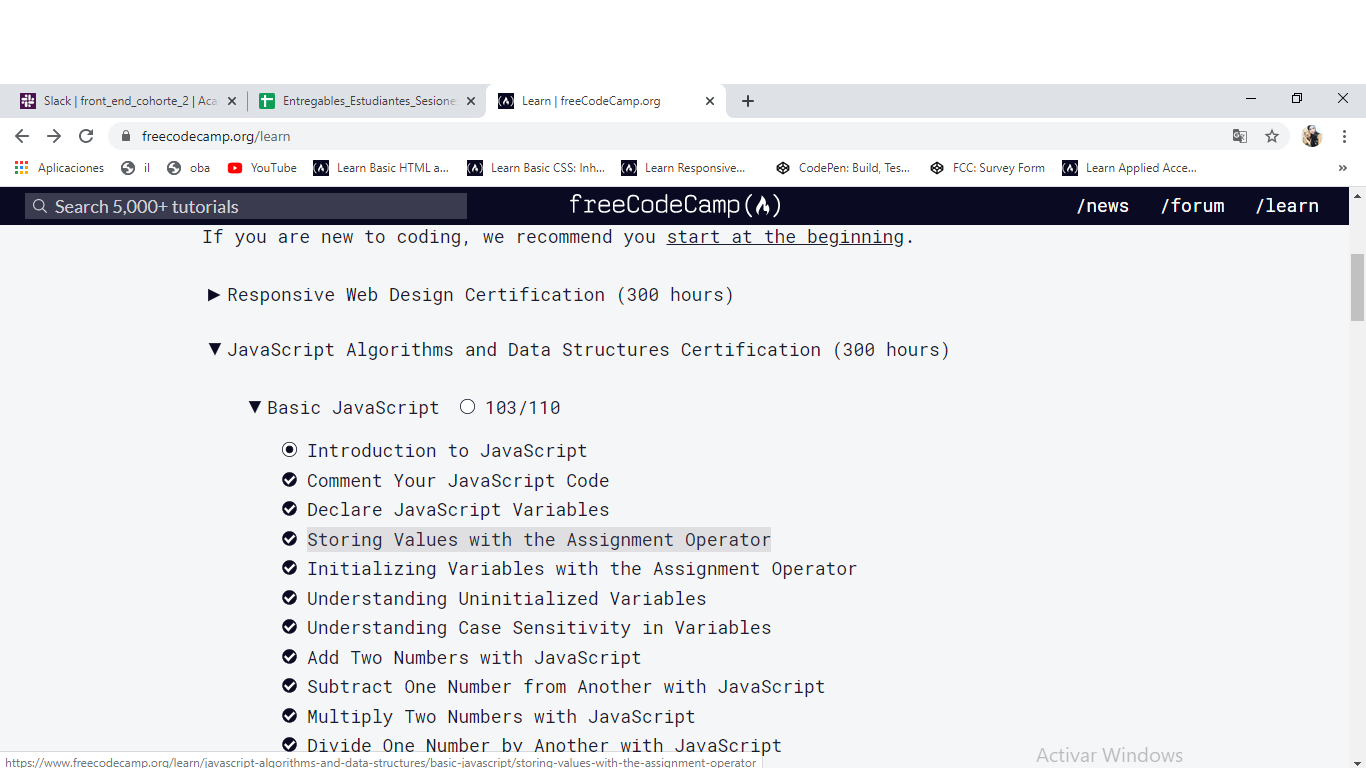 Slack | front_end_cohorte_2 | Aca
Entregables_Estudiantes_Sesione
Learn | freeCodeCamp.org
freecodecamp.org/learn
Aplicaciones
il
oba
YouTube
Learn Basic HTML a...
Learn Basic CSS: Inh...
Learn Responsive...
CodePen: Build, Tes...
FCC: Survey Form
Learn Applied Acce...
»
Search 5,000+ tutorials
freeCodeCamp
/news
/forum
/learn
If you are new to coding, we recommend you start at the beginning.
Responsive Web Design Certification (300 hours)
JavaScript Algorithms and Data Structures Certification (300 hours)
Basic JavaScript 103/110
Introduction to JavaScript
Comment Your JavaScript Code
Declare JavaScript Variables
Storing Values with the Assignment Operator
Initializing Variables with the Assignment Operator
Understanding Uninitialized Variables
Understanding Case Sensitivity in Variables
Add Two Numbers with JavaScript
Subtract One Number from Another with JavaScript
Multiply Two Numbers with JavaScript
Divide One Number by Another with JavaScript
Activar Windows
https://www.freecodecamp.org/learn/javascript-algorithms-and-data-structures/basic-javascript/storing-values-with-the-assignment-operator